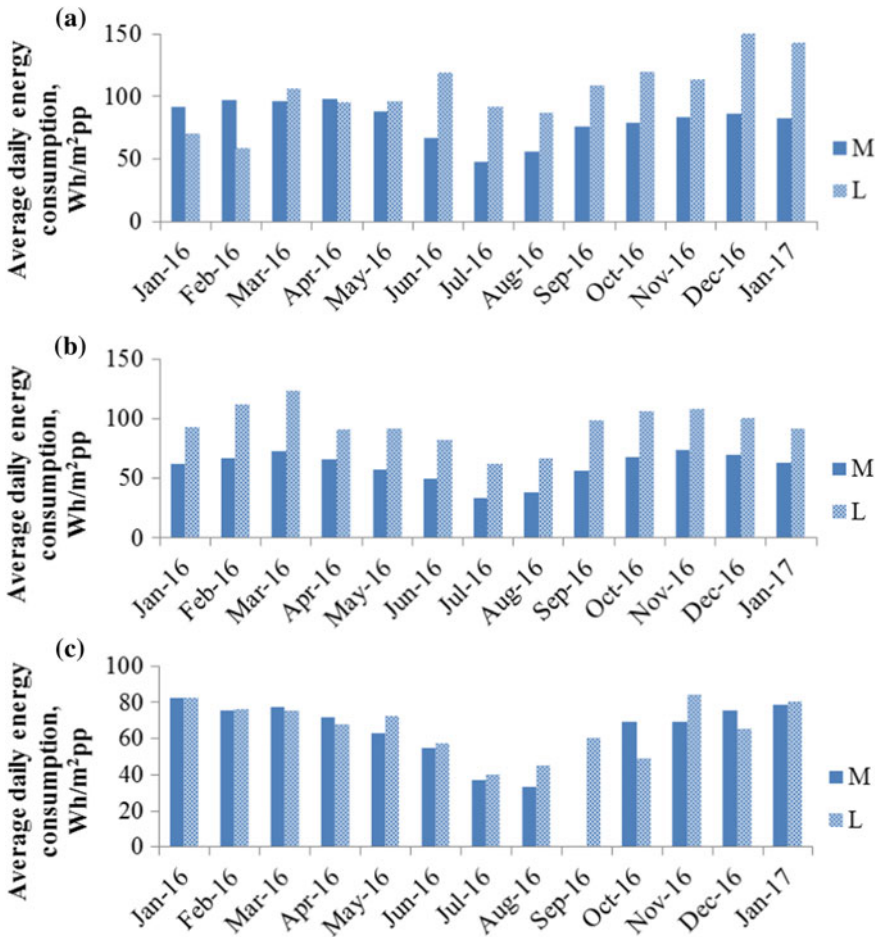 (a)
Average daily energy
consumption,
Wh/m²pp
150
100
50
0
Jan-16
Feb-16
Mar-16
Apr-16
May-16
Jun-16
Jul-16
Aug-16
Sep-16
Oct-16
Nov-16
Dec-16
Jan-17
M
L
(b)
Average daily energy
consumption,
Wh/m²pp
150
100
50
0
Jan-16
Feb-16
Mar-16
Apr-16
May-16
Jun-16
Jul-16
Aug-16
Sep-16
Oct-16
Nov-16
Dec-16
Jan-17
M
L
(c)
Average daily energy
consumption,
Wh/m²pp
100
80
60
40
20
0
Jan-16
Feb-16
Mar-16
Apr-16
May-16
Jun-16
Jul-16
Aug-16
Sep-16
Oct-16
Nov-16
Dec-16
Jan-17
M
L